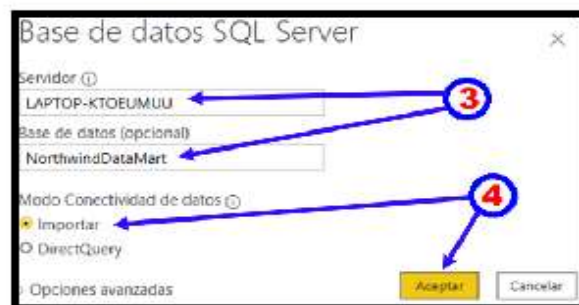 Base de datos SQL Server
Servidor
LAPTOP-KTOEUMUU
3
Base de datos (opcional)
NorthwindDataMart
Modo Conectividad de datos
Importar
4
DirectQuery
Opciones avanzadas
Aceptar Cancelar